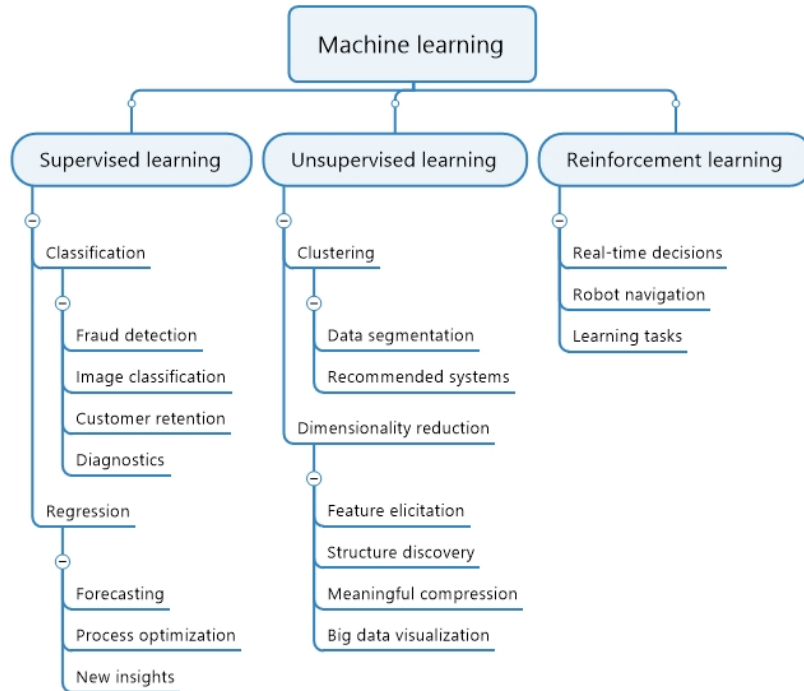 Machine learning
Supervised learning
Classification
Fraud detection
Image classification
Customer retention
Diagnostics
Regression
Forecasting
Process optimization
New insights
Unsupervised learning
Clustering
Data segmentation
Recommended systems
Dimensionality reduction
Feature elicitation
Structure discovery
Meaningful compression
Big data visualization
Reinforcement learning
Real-time decisions
Robot navigation
Learning tasks